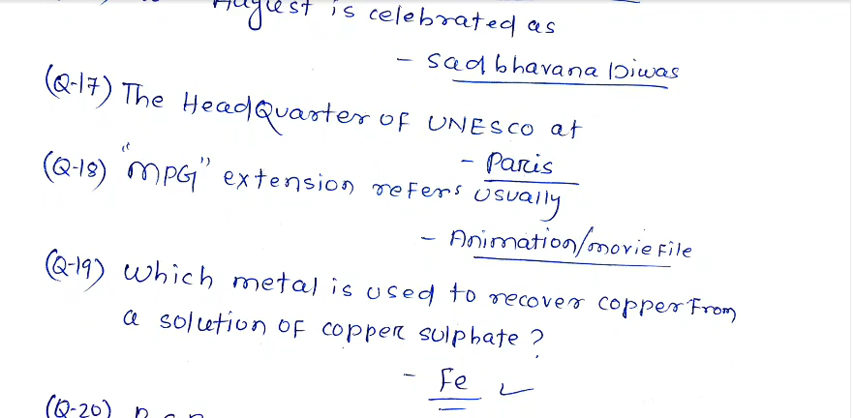 August is celebrated as
- Sadbhavana Diwas
(Q-17) The HeadQuarter of UNESCO at
- Paris
(Q-18) "MPG" extension refers usually
- Animation/movie file
(Q-19) which metal is used to recover copper from
a solution of copper sulphate ?
- Fe ✓
(Q-20)